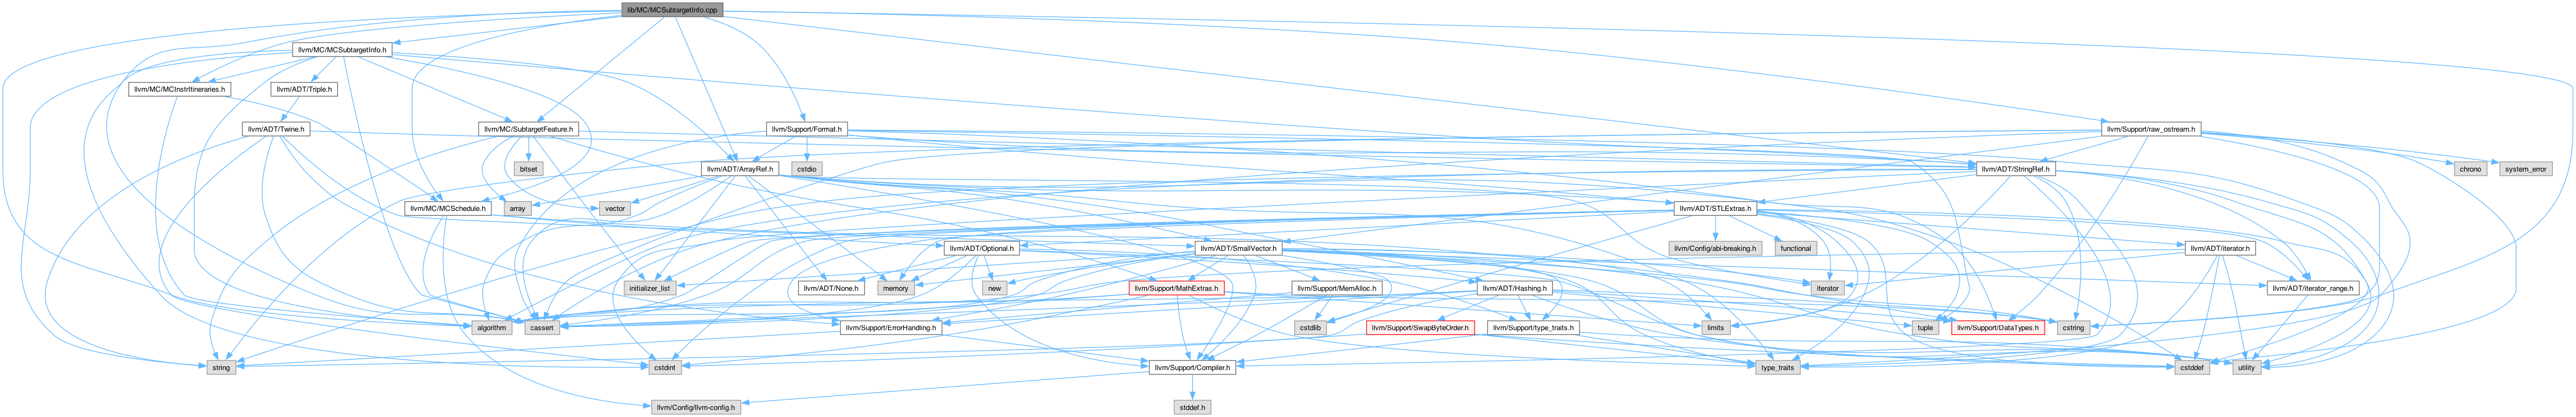 lib/MC/MCSubtargetInfo.cpp
llvm/MC/MCSubtargetInfo.h
llvm/MC/MCInstrItineraries.h
llvm/ADT/Triple.h
llvm/ADT/Twine.h
llvm/MC/SubtargetFeature.h
llvm/Support/Format.h
llvm/Support/raw_ostream.h
bitset
llvm/ADT/ArrayRef.h
cstdio
llvm/ADT/StringRef.h
chrono
system_error
llvm/MC/MCSchedule.h
array
vector
llvm/ADT/STLExtras.h
llvm/ADT/Optional.h
llvm/ADT/SmallVector.h
llvm/Config/abi-breaking.h
functional
llvm/ADT/iterator.h
initializer_list
llvm/ADT/None.h
memory
new
llvm/Support/MathExtras.h
llvm/Support/MemAlloc.h
llvm/ADT/Hashing.h
iterator
llvm/ADT/iterator_range.h
algorithm
cassert
llvm/Support/ErrorHandling.h
cstdlib
llvm/Support/SwapByteOrder.h
llvm/Support/type_traits.h
limits
tuple
llvm/Support/DataTypes.h
cstring
string
cstdint
llvm/Support/Compiler.h
type_traits
cstddef
utility
llvm/Config/llvm-config.h
stddef.h